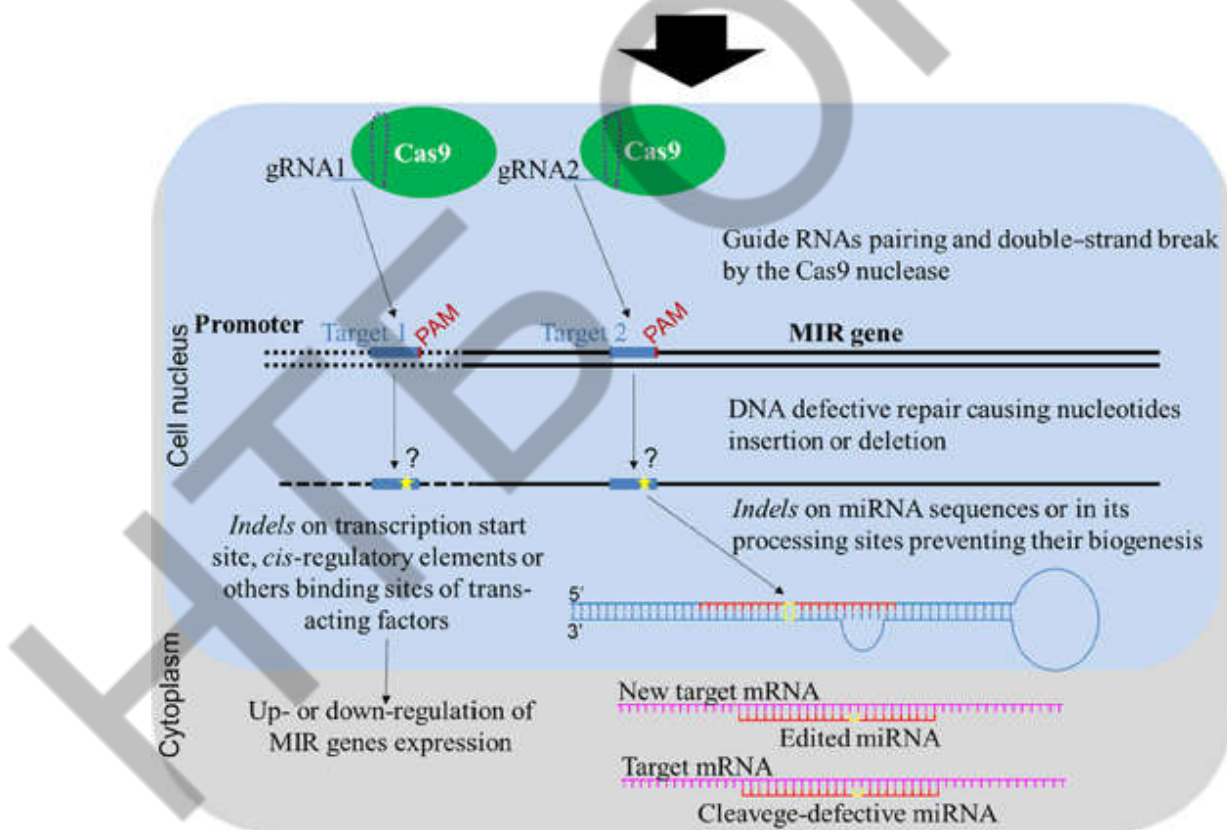 Cas9
Cas9
gRNA1
gRNA2
Guide RNAs pairing and double-strand break
by the Cas9 nuclease
Promoter
Target 1
PAM
Target 2
PAM
MIR gene
Cell nucleus
DNA defective repair causing nucleotides
insertion or deletion
?
?
Indels on transcription start
site, cis-regulatory elements or
others binding sites of trans-
acting factors
Indels on miRNA sequences or in its
processing sites preventing their biogenesis
5'
3'
Cytoplasm
Up- or down-regulation of
MIR genes expression
New target mRNA
Edited miRNA
Target mRNA
Cleavege-defective miRNA